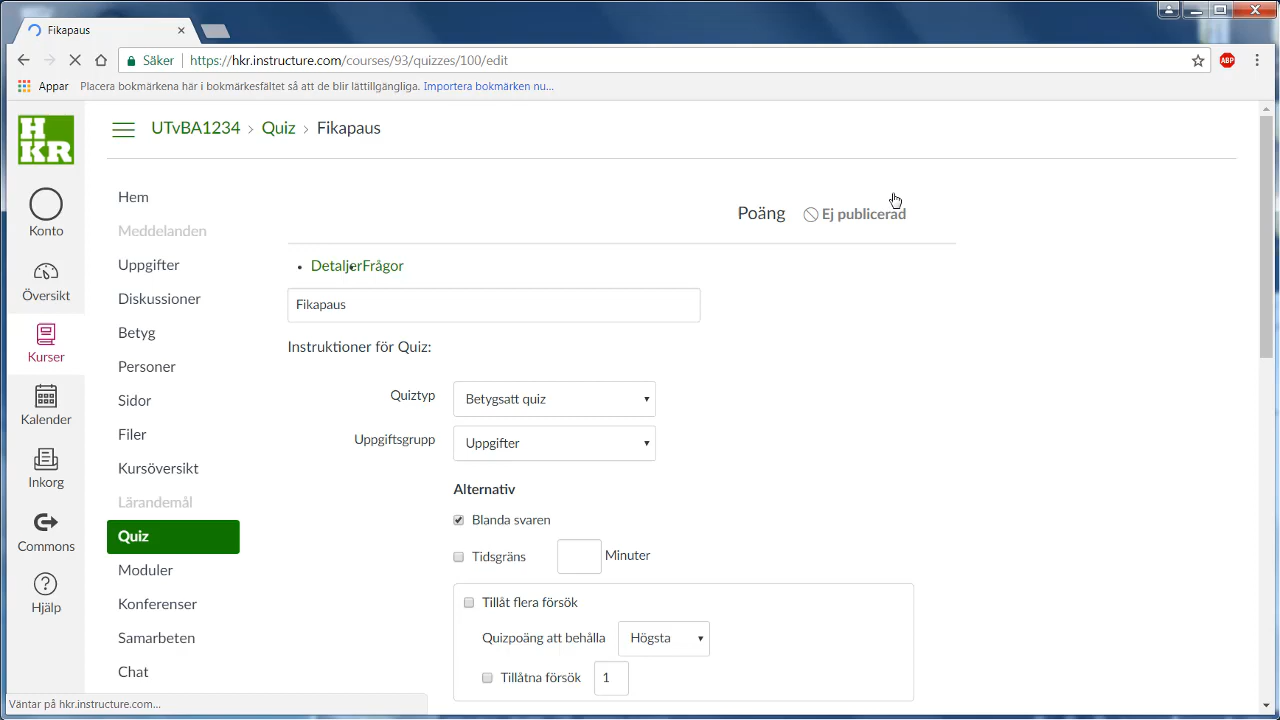 Fikapaus
Säker https://hkr.instructure.com/courses/93/quizzes/100/edit
ABP
Appar Placera bokmärkena här i bokmärkesfältet så att de blir lättillgängliga. Importera bokmärken nu...
H
KR
UTvBA1234 > Quiz > Fikapaus
Konto
Översikt
Kurser
Kalender
Inkorg
Commons
Hjälp
Hem
Meddelanden
Uppgifter
Diskussioner
Betyg
Personer
Sidor
Filer
Kursöversikt
Lärandemål
Quiz
Moduler
Konferenser
Samarbeten
Chat
Poäng Ej publicerad
DetaljerFrågor
Fikapaus
Instruktioner för Quiz:
Quiztyp Betygsatt quiz
Uppgiftsgrupp Uppgifter
Alternativ
Blanda svaren
Tidsgräns Minuter
Tillåt flera försök
Quizpoäng att behålla Högsta
Tillåtna försök 1
Väntar på hkr.instructure.com...